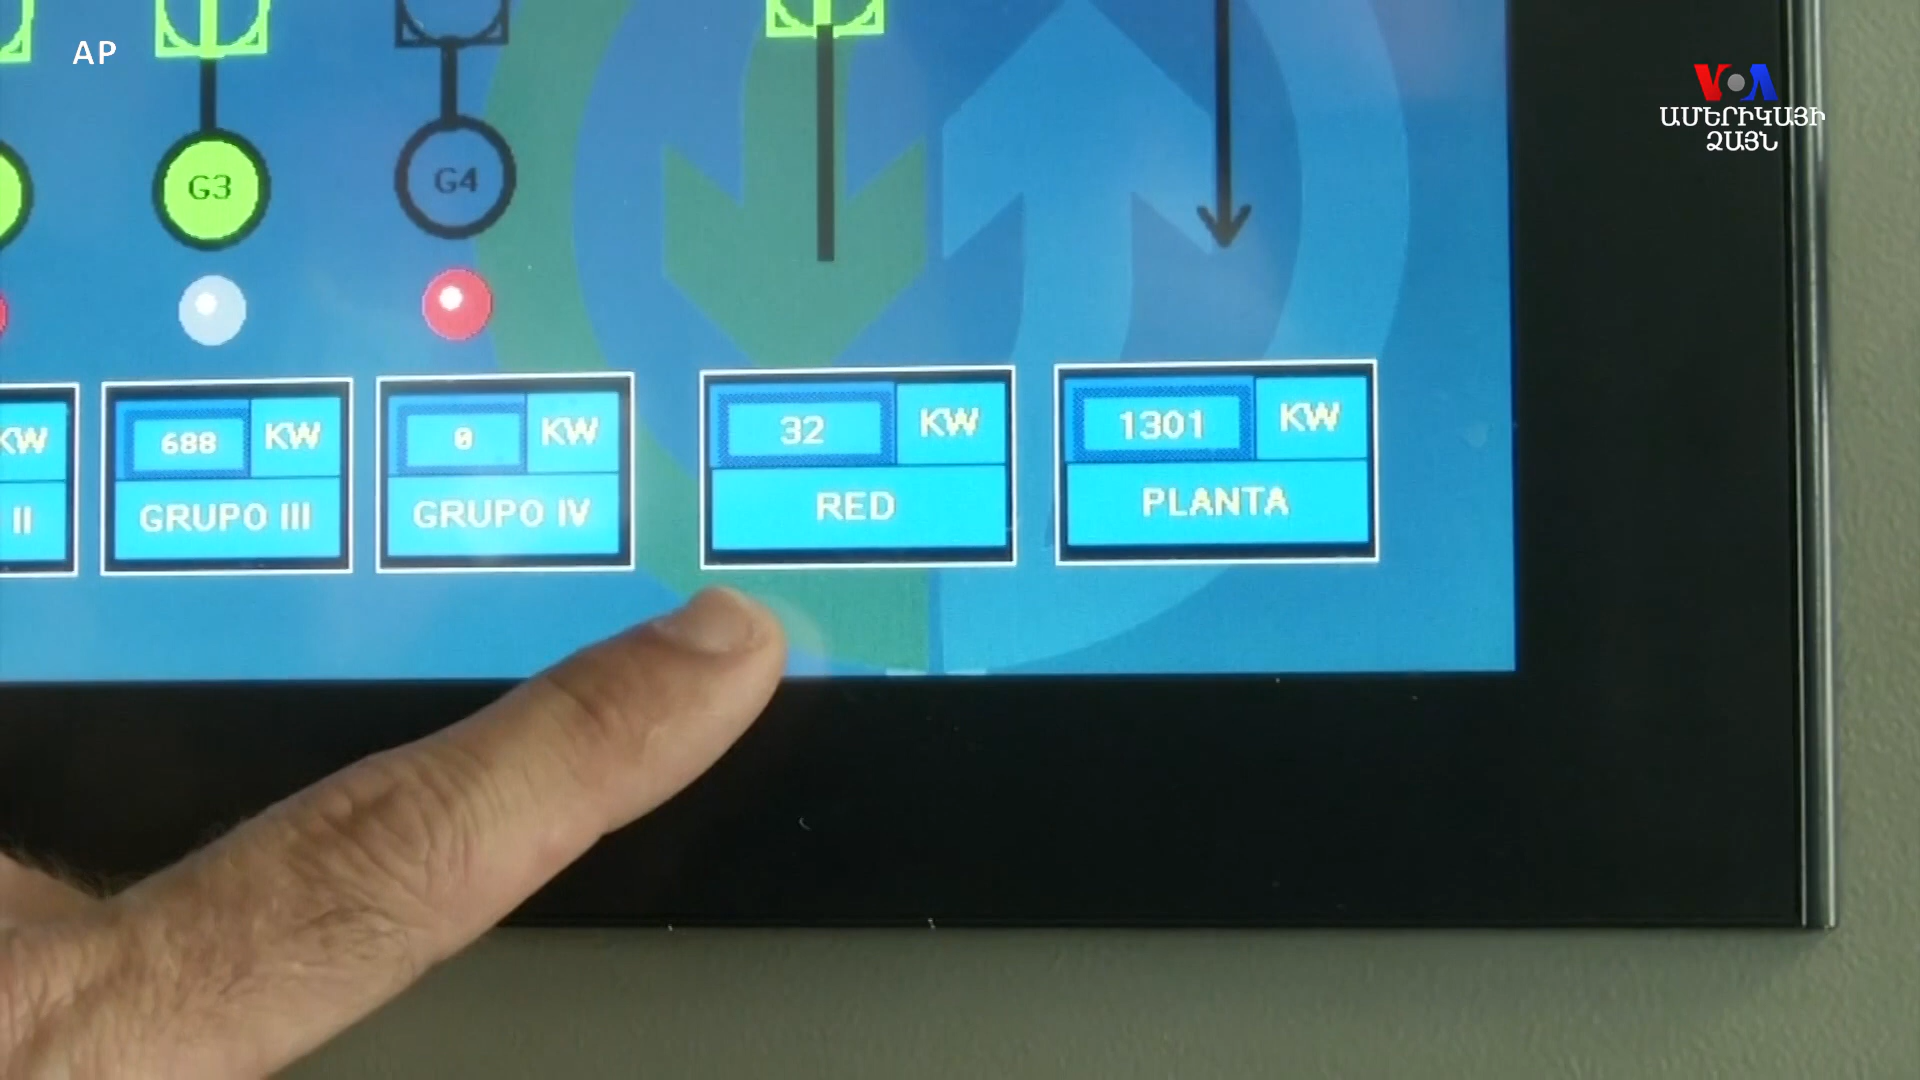 AP
VOA
ԱՄԵՐԻԿԱՅԻ
ՁԱՅՆ
G3
G4
KW
688 KW
0 KW
32 KW
1301 KW
II
GRUPO III
GRUPO IV
RED
PLANTA